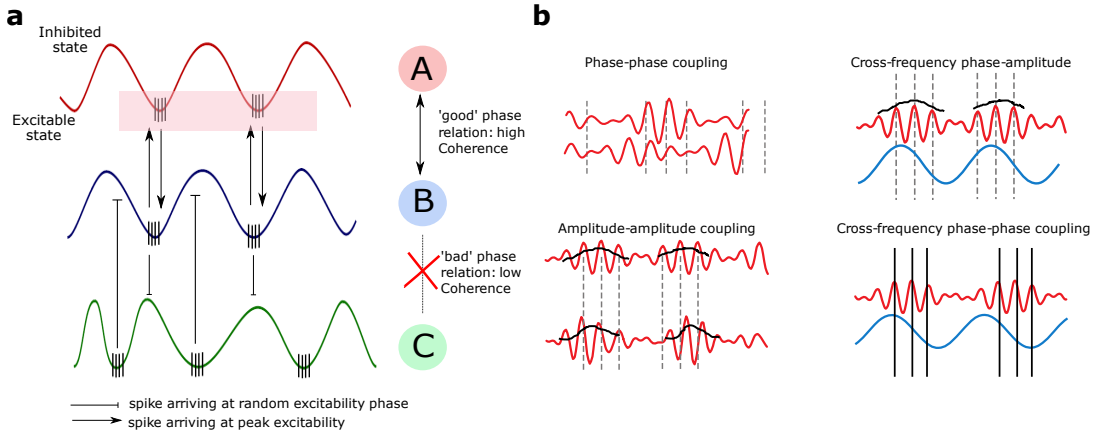 a
Inhibited
state
Excitable
state
A
'good' phase
relation: high
Coherence
B
'bad' phase
relation: low
Coherence
C
spike arriving at random excitability phase
spike arriving at peak excitability
b
Phase-phase coupling
Cross-frequency phase-amplitude
Amplitude-amplitude coupling
Cross-frequency phase-phase coupling